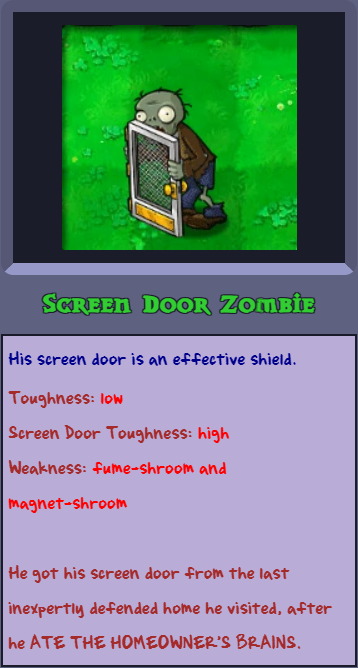 Screen Door Zombie
His screen door is an effective shield.
Toughness: low
Screen Door Toughness: high
Weakness: fume-shroom and
magnet-shroom
He got his screen door from the last
inexpertly defended home he visited, after
he ATE THE HOMEOWNER'S BRAINS.